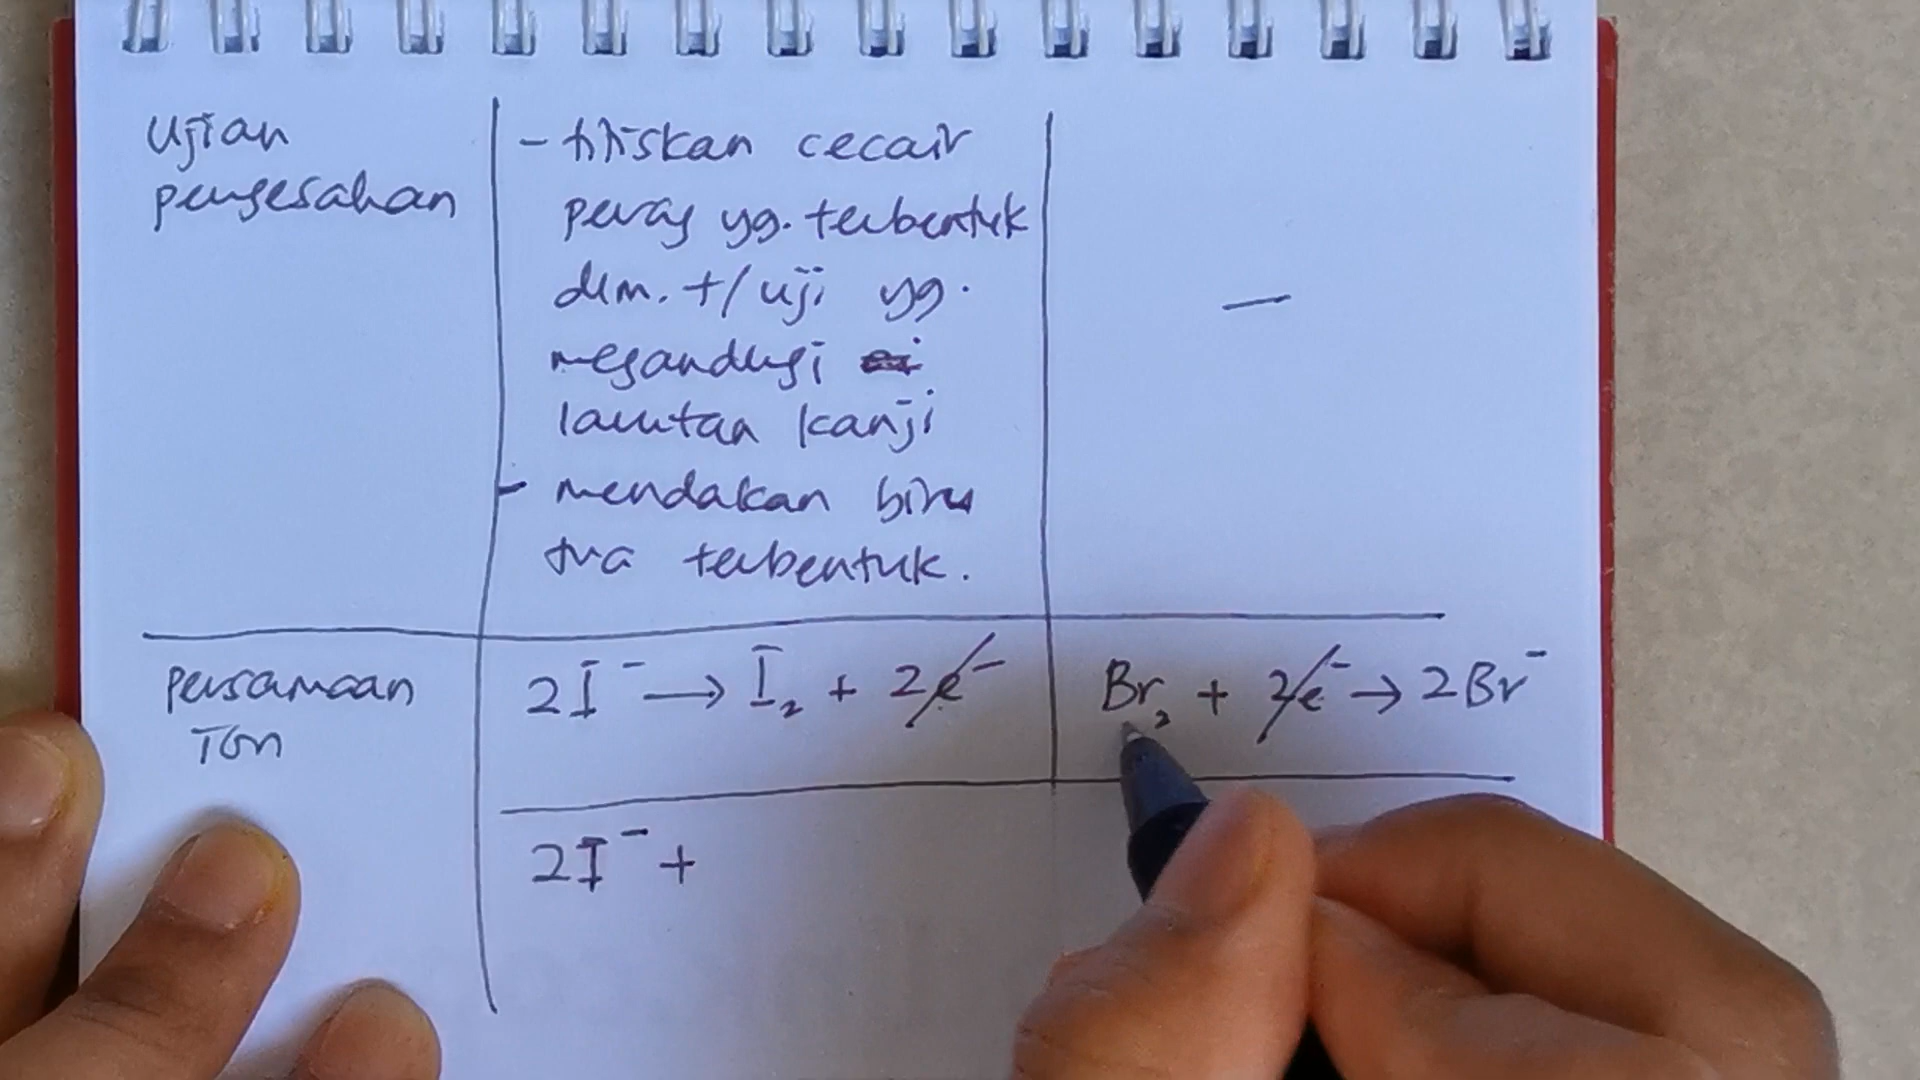 Ujian
pengesahan
- titiskan cecair
perang yg. terbentuk
dlm. t/uji yg.
megandugi
larutan kanji
- mendakan biru
tua terbentuk.
—
Persamaan
Ion
2I⁻ → I₂ + 2e⁻
Br₂ + 2e⁻ → 2Br⁻
2I⁻ +